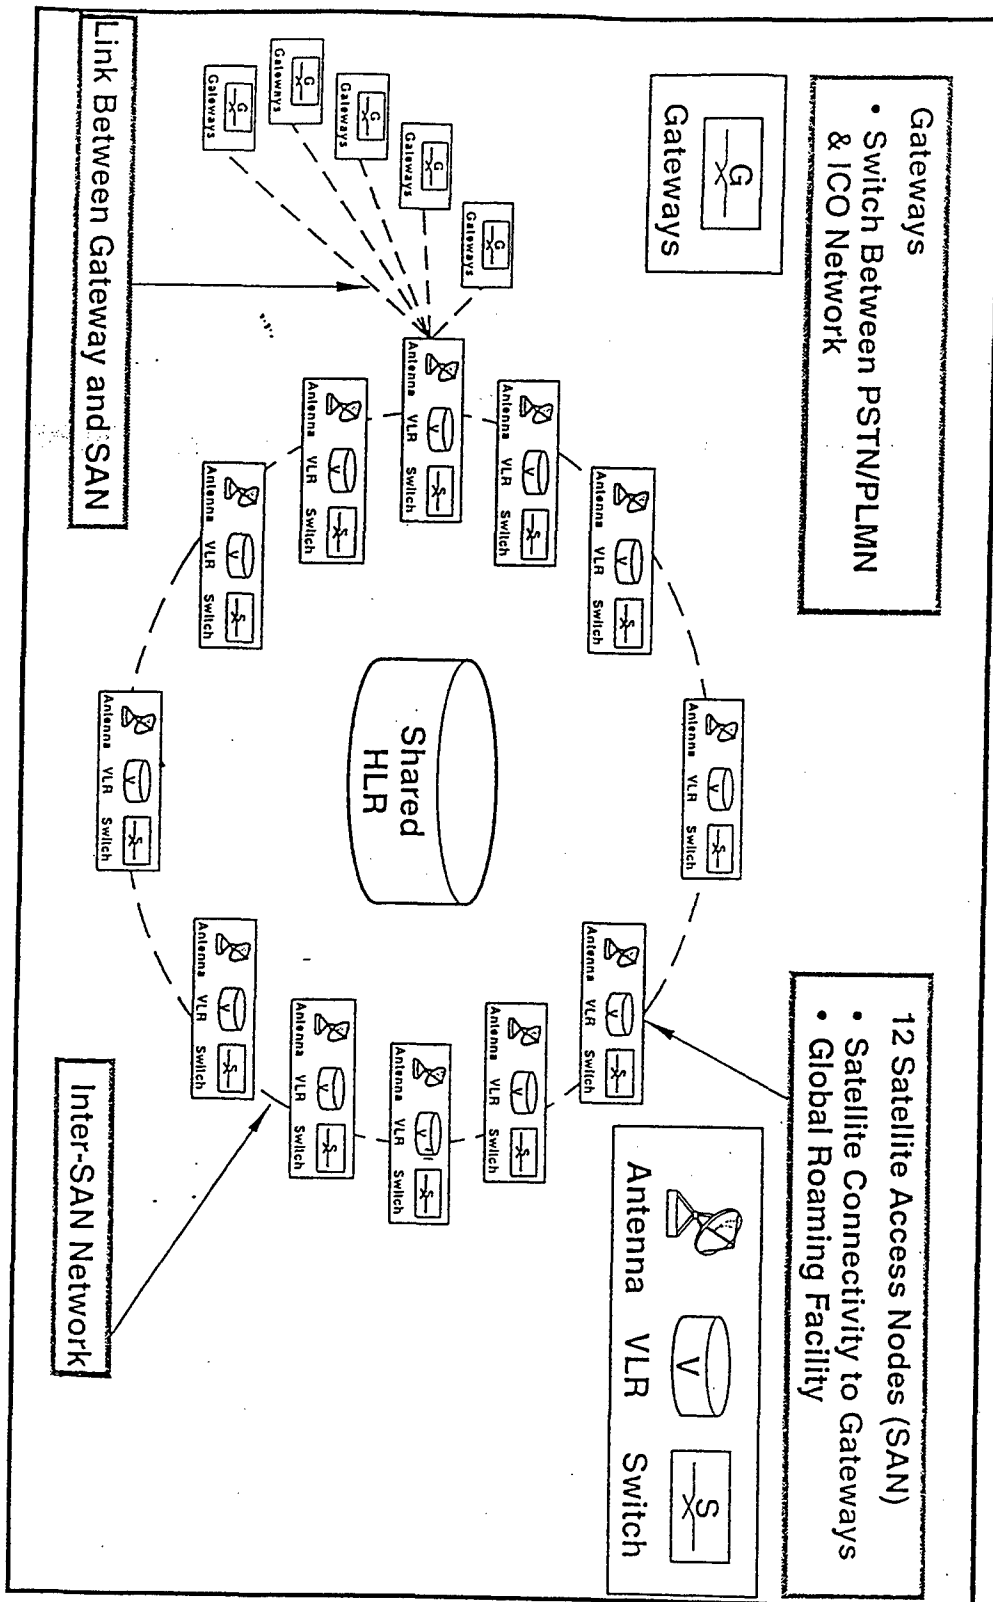 Gateways
• Switch Between PSTN/PLMN
& ICO Network
12 Satellite Access Nodes (SAN)
• Satellite Connectivity to Gateways
• Global Roaming Facility
G
Gateways
V S
Antenna VLR Switch
V S
Antenna VLR Switch
V S
Antenna VLR Switch
V S
Antenna VLR Switch
V S
Antenna VLR Switch
V S
Antenna VLR Switch
G
Gateways
G
Gateways
G
Gateways
G
Gateways
G
Gateways
V S
Antenna VLR Switch
V S
Antenna VLR Switch
Shared
HLR
V S
Antenna VLR Switch
V S
Antenna VLR Switch
V S
Antenna VLR Switch
V S
Antenna VLR Switch
V S
Antenna VLR Switch
Link Between Gateway and SAN
Inter-SAN Network